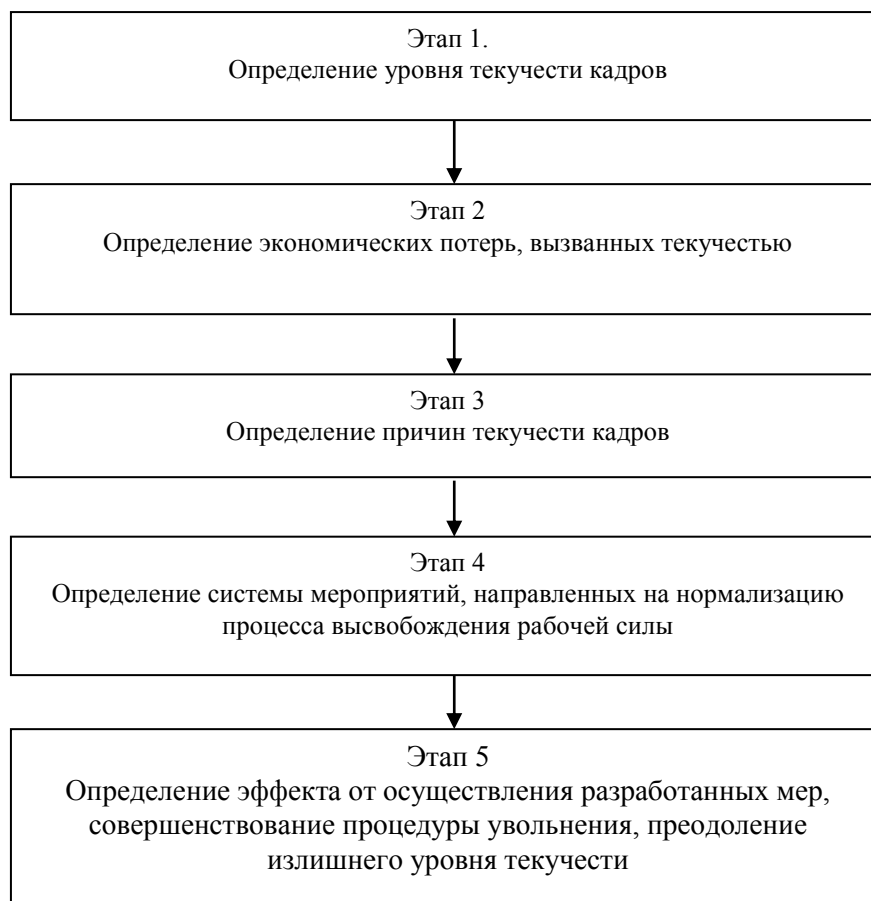 Этап 1.
Определение уровня текучести кадров
Этап 2
Определение экономических потерь, вызванных текучестью
Этап 3
Определение причин текучести кадров
Этап 4
Определение системы мероприятий, направленных на нормализацию
процесса высвобождения рабочей силы
Этап 5
Определение эффекта от осуществления разработанных мер,
совершенствование процедуры увольнения, преодоление
излишнего уровня текучести